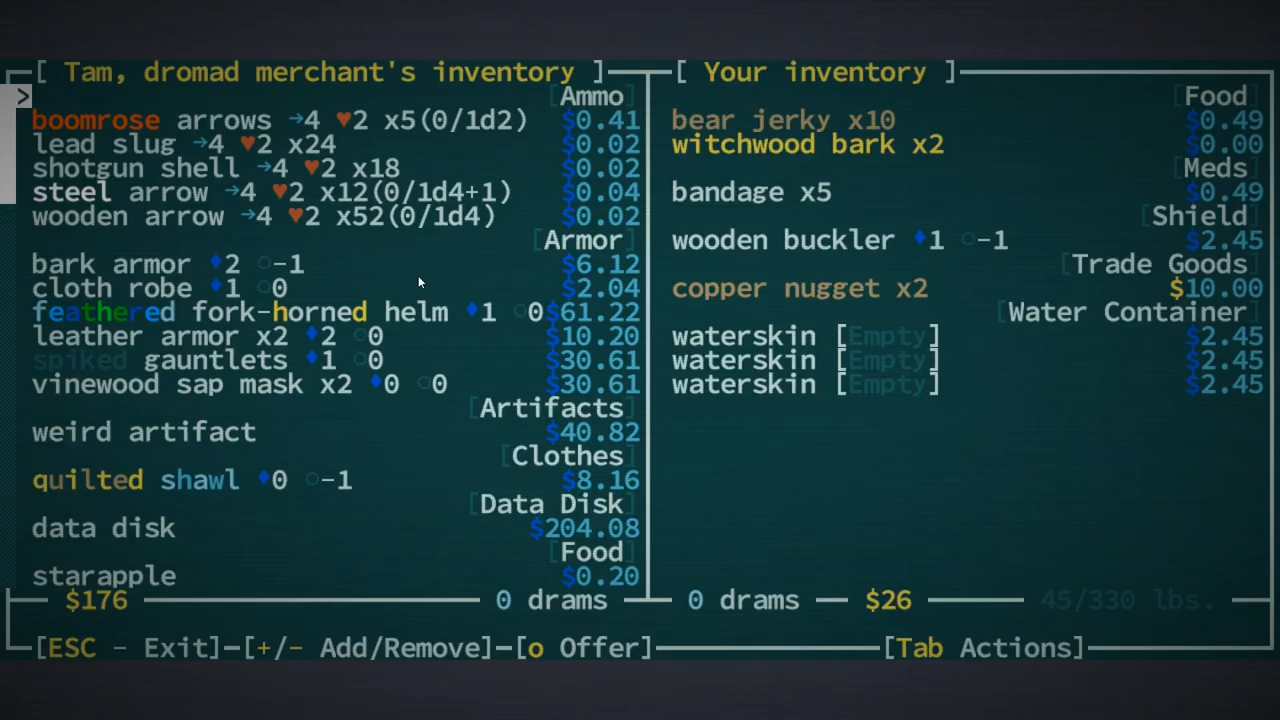 [ Tam, dromad merchant's inventory ]
>
[Ammo]
boomrose arrows →4 ♥2 x5(0/1d2) $0.41
lead slug →4 ♥2 x24 $0.02
shotgun shell →4 ♥2 x18 $0.02
steel arrow →4 ♥2 x12(0/1d4+1) $0.04
wooden arrow →4 ♥2 x52(0/1d4) $0.02
[Armor]
bark armor ♦2 ○-1 $6.12
cloth robe ♦1 ○0 $2.04
feathered fork-horned helm ♦1 ○0$61.22
leather armor x2 ♦2 ○0 $10.20
spiked gauntlets ♦1 ○0 $30.61
vinewood sap mask x2 ♦0 ○0 $30.61
[Artifacts]
weird artifact $40.82
[Clothes]
quilted shawl ♦0 ○-1 $8.16
[Data Disk]
data disk $204.08
[Food]
starapple $0.20
$176 0 drams
[ Your inventory ]
[Food]
bear jerky x10 $0.49
witchwood bark x2 $0.00
[Meds]
bandage x5 $0.49
[Shield]
wooden buckler ♦1 ○-1 $2.45
[Trade Goods]
copper nugget x2 $10.00
[Water Container]
waterskin [Empty] $2.45
waterskin [Empty] $2.45
waterskin [Empty] $2.45
0 drams $26 45/330 lbs.
[ESC - Exit] [+/- Add/Remove] [o Offer] [Tab Actions]